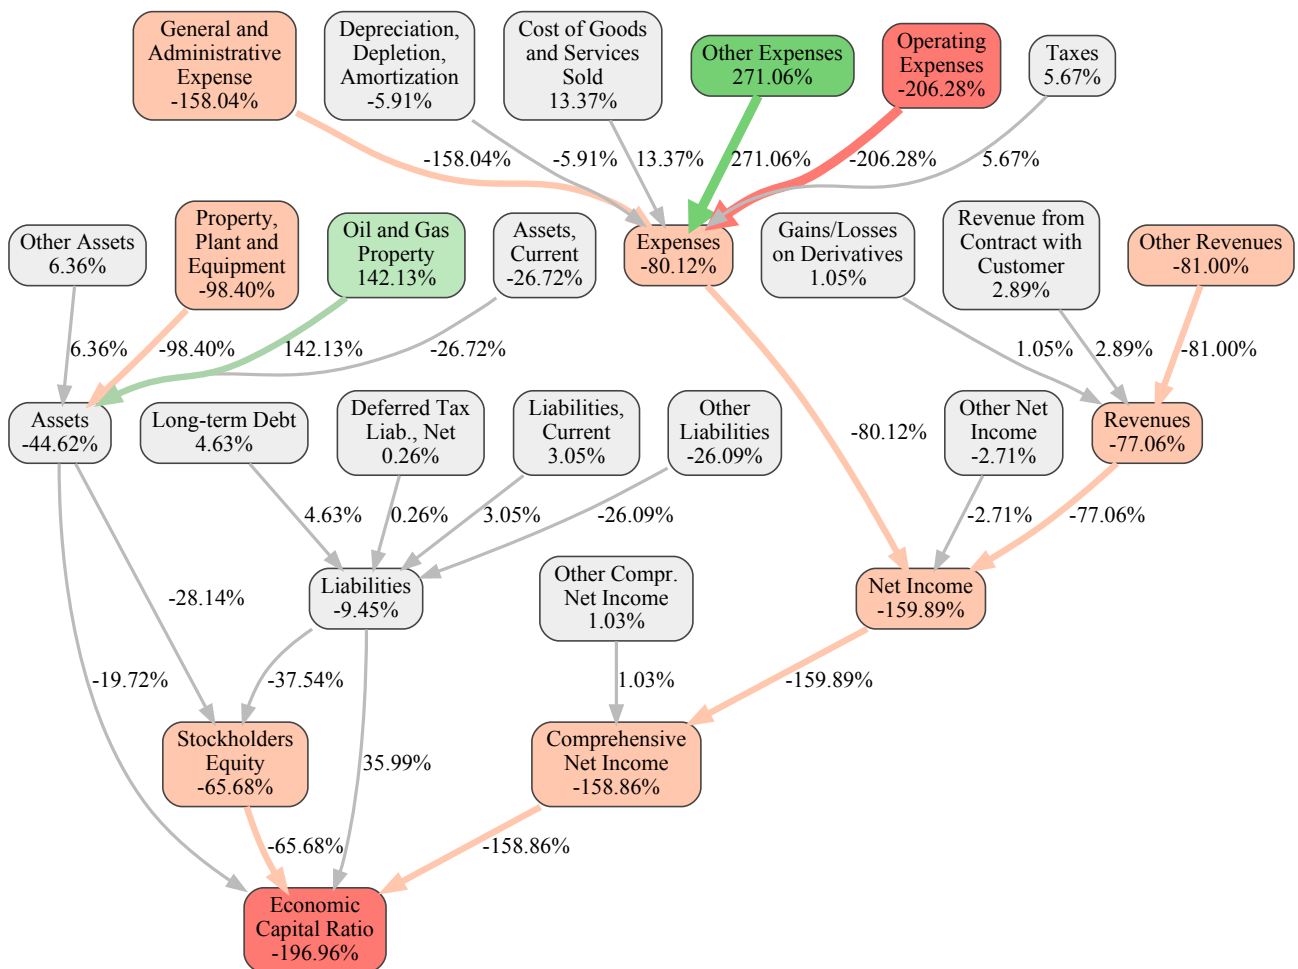 General and
Administrative
Expense
-158.04%
Depreciation,
Depletion,
Amortization
-5.91%
Cost of Goods
and Services
Sold
13.37%
Other Expenses
271.06%
Operating
Expenses
-206.28%
Taxes
5.67%
-158.04%
-5.91%
13.37%
271.06%
-206.28%
5.67%
Other Assets
6.36%
Property,
Plant and
Equipment
-98.40%
Oil and Gas
Property
142.13%
Assets,
Current
-26.72%
Expenses
-80.12%
Gains/Losses
on Derivatives
1.05%
Revenue from
Contract with
Customer
2.89%
Other Revenues
-81.00%
6.36%
-98.40%
142.13%
-26.72%
1.05%
2.89%
-81.00%
Assets
-44.62%
Long-term Debt
4.63%
Deferred Tax
Liab., Net
0.26%
Liabilities,
Current
3.05%
Other
Liabilities
-26.09%
-80.12%
Other Net
Income
-2.71%
Revenues
-77.06%
4.63%
0.26%
3.05%
-26.09%
-2.71%
-77.06%
-28.14%
Liabilities
-9.45%
Other Compr.
Net Income
1.03%
Net Income
-159.89%
-19.72%
-37.54%
1.03%
-159.89%
Stockholders
Equity
-65.68%
35.99%
Comprehensive
Net Income
-158.86%
-65.68%
-158.86%
Economic
Capital Ratio
-196.96%